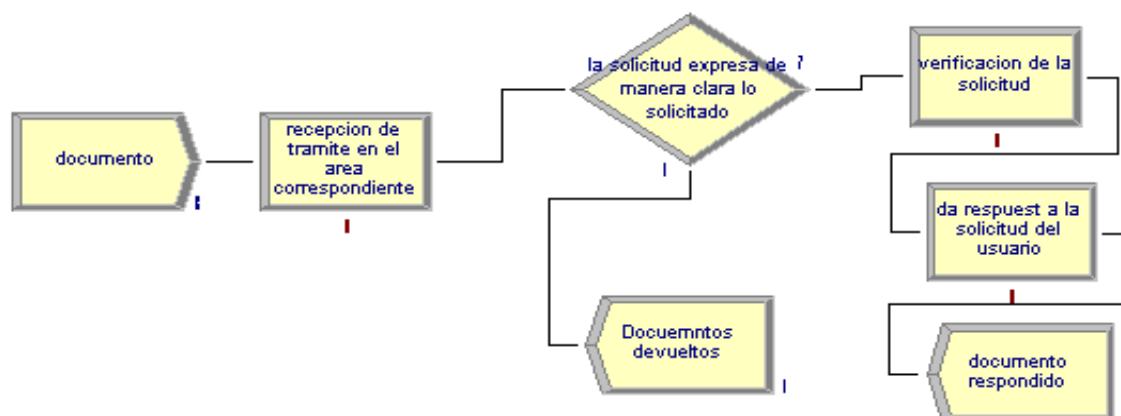 documento
recepcion de
tramite en el
area
correspondiente
la solicitud expresa de ?
manera clara lo
solicitado
verificacion de la
solicitud
da respuest a la
solicitud del
usuario
Docuemntos
devueltos
documento
respondido